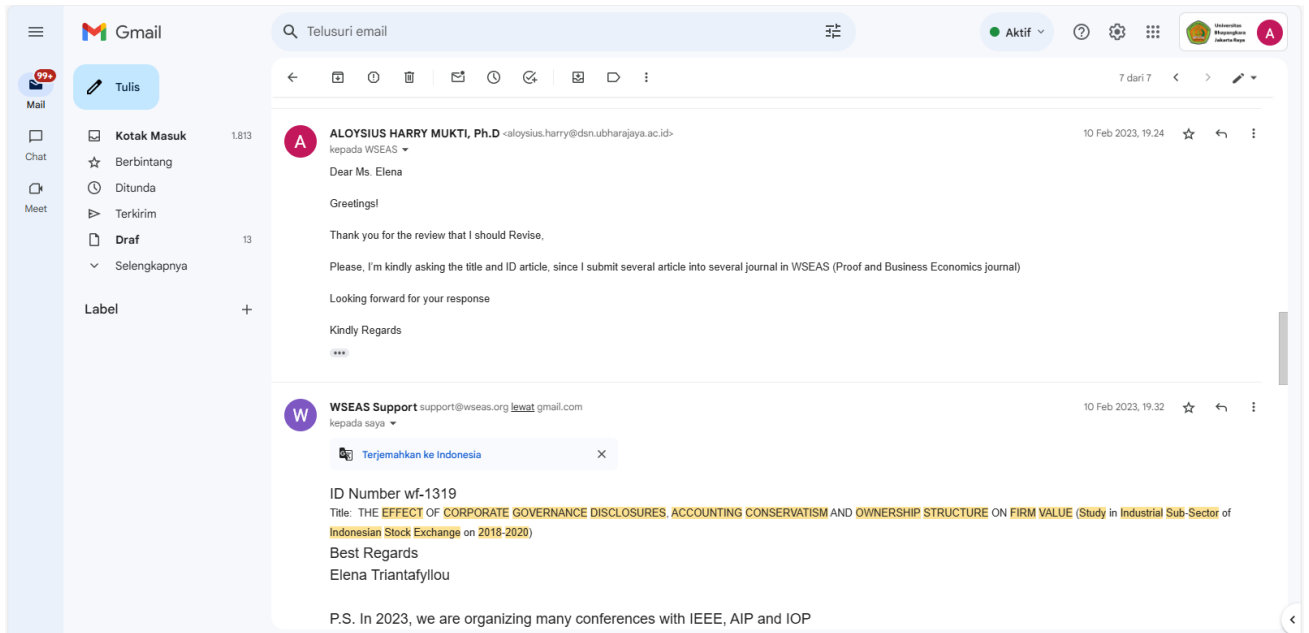 Gmail
Telusuri email
Aktif
Universitas
Bhayangkara
Jakarta Raya
A
99+
Mail
Chat
Meet
Tulis
Kotak Masuk 1.813
Berbintang
Ditunda
Terkirim
Draf 13
Selengkapnya
Label
7 dari 7
A
ALOYSIUS HARRY MUKTI, Ph.D <aloysius.harry@dsn.ubharajaya.ac.id> 10 Feb 2023, 19.24
kepada WSEAS
Dear Ms. Elena
Greetings!
Thank you for the review that I should Revise,
Please, I'm kindly asking the title and ID article, since I submit several article into several journal in WSEAS (Proof and Business Economics journal)
Looking forward for your response
Kindly Regards
W
WSEAS Support support@wseas.org lewat gmail.com 10 Feb 2023, 19.32
kepada saya
Terjemahkan ke Indonesia
ID Number wf-1319
Title: THE EFFECT OF CORPORATE GOVERNANCE DISCLOSURES, ACCOUNTING CONSERVATISM AND OWNERSHIP STRUCTURE ON FIRM VALUE (Study in Industrial Sub-Sector of
Indonesian Stock Exchange on 2018-2020)
Best Regards
Elena Triantafyllou
P.S. In 2023, we are organizing many conferences with IEEE, AIP and IOP